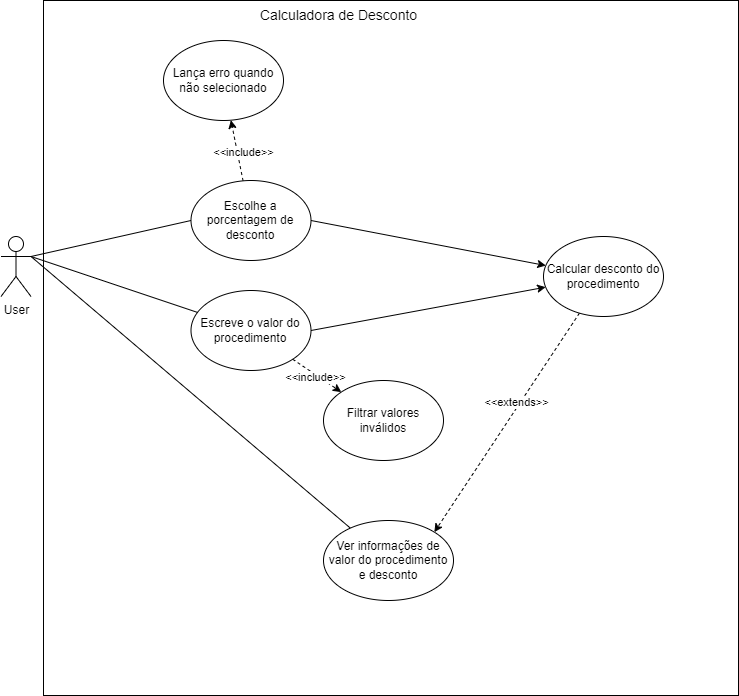 Calculadora de Desconto
Lança erro quando
não selecionado
<<include>>
Escolhe a
porcentagem de
desconto
User
Calcular desconto do
procedimento
Escreve o valor do
procedimento
<<include>>
<<extends>>
Filtrar valores
inválidos
Ver informações de
valor do procedimento
e desconto